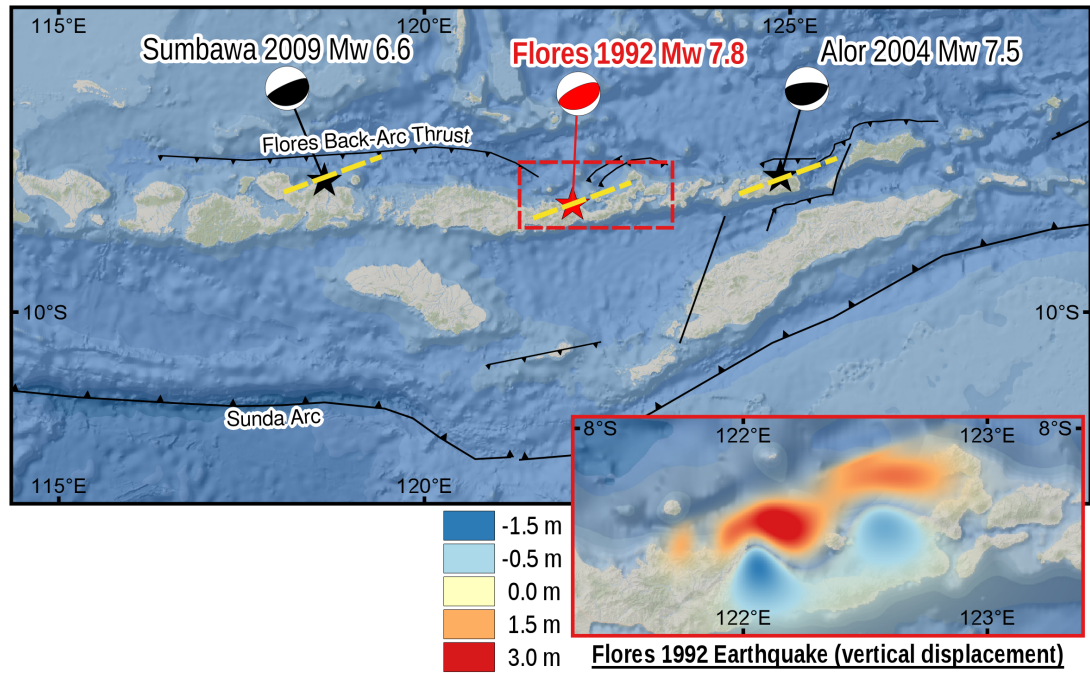 115°E
120°E
125°E
Sumbawa 2009 Mw 6.6
Flores 1992 Mw 7.8
Alor 2004 Mw 7.5
Flores Back-Arc Thrust
10°S
10°S
Sunda Arc
115°E
120°E
8°S
122°E
123°E
8°S
122°E
123°E
-1.5 m
-0.5 m
0.0 m
1.5 m
3.0 m
Flores 1992 Earthquake (vertical displacement)